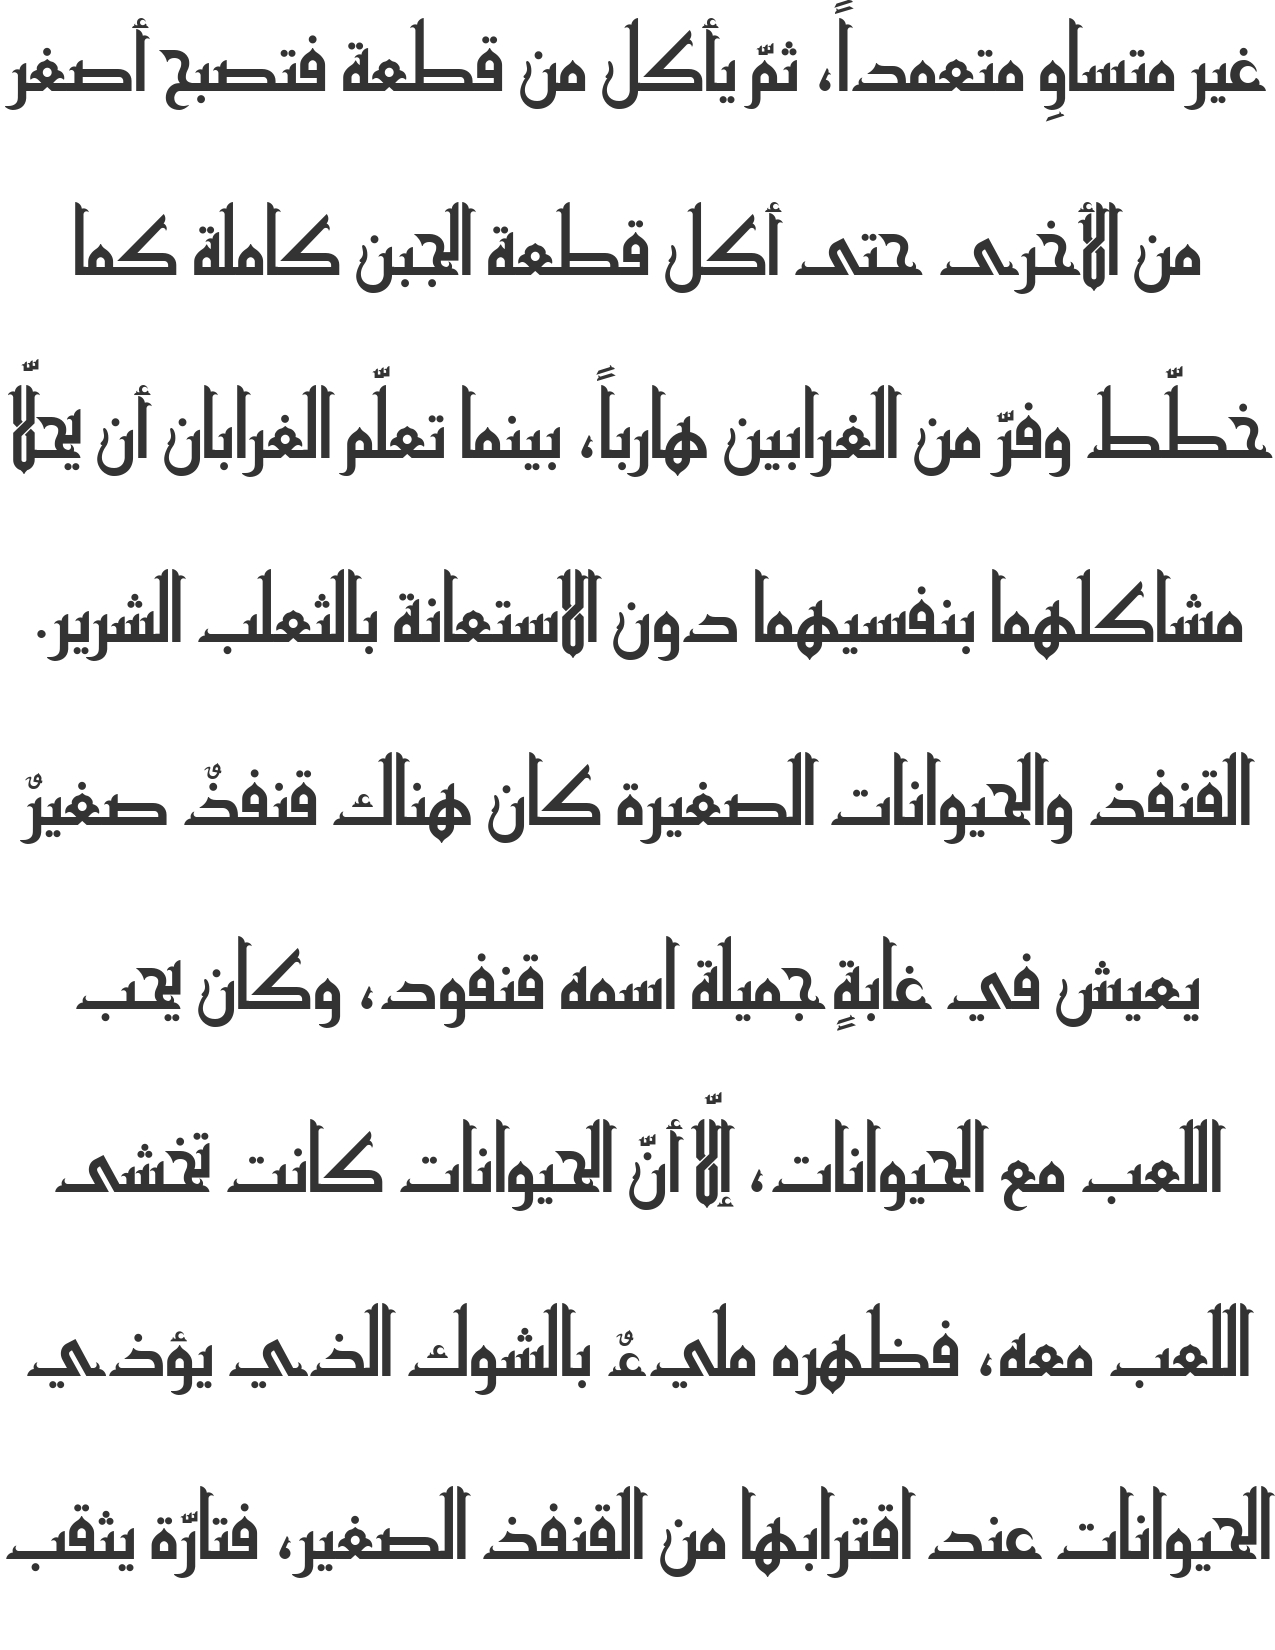 غير متساوِ متعمداً، ثمّ يأكل من قطعة فتصبح أصغر
من الأخرى حتى أكل قطعة الجبن كاملة كما
خطّط وفرّ من الغرابين هارباً، بينما تعلّم الغرابان أن يحلّا
مشاكلهما بنفسيهما دون الاستعانة بالثعلب الشرير.
القنفذ والحيوانات الصغيرة كان هناك قنفذٌ صغيرٌ
يعيش في غابةٍ جميلة اسمه قنفود، وكان يحب
اللعب مع الحيوانات، إلّا أنّ الحيوانات كانت تخشى
اللعب معه، فظهره مليءٌ بالشوك الذي يؤذي
الحيوانات عند اقترابها من القنفذ الصغير، فتارّة يثقب